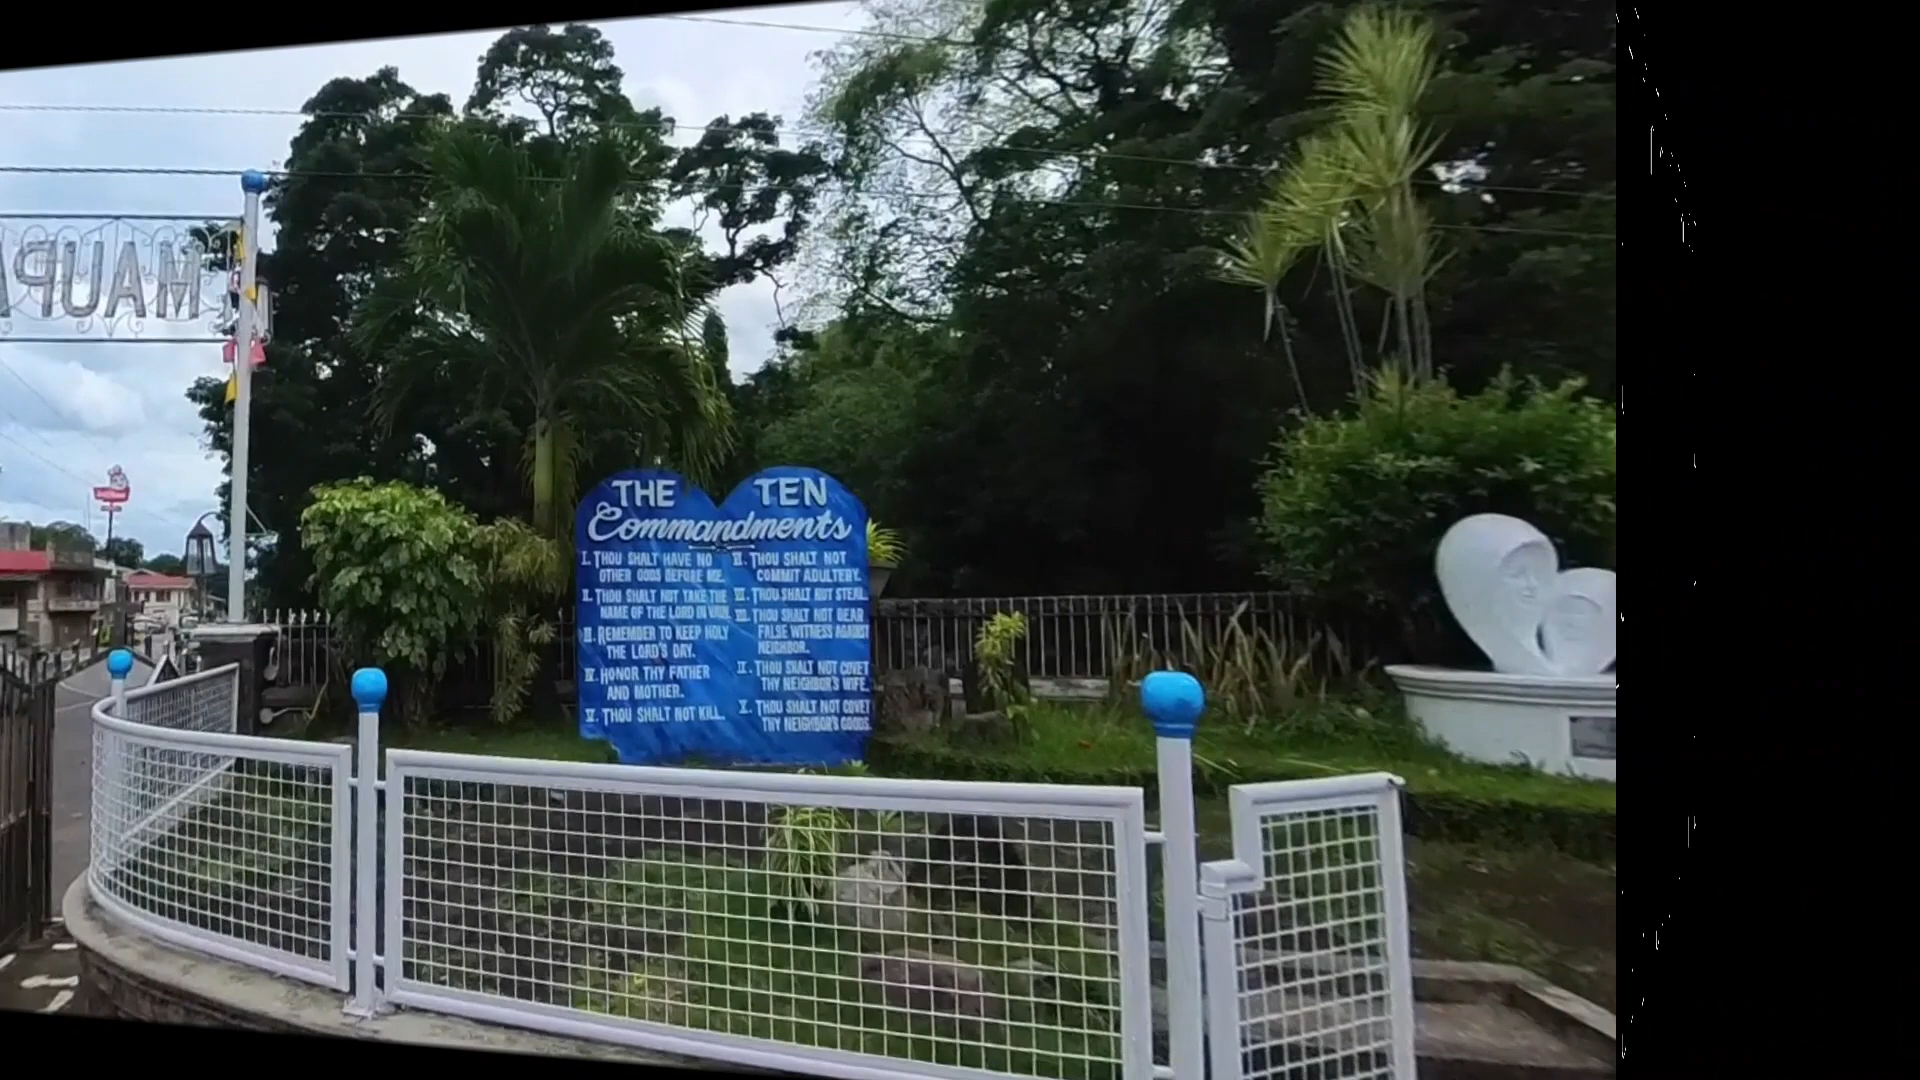 MAUPA
THE TEN
Commandments
I. THOU SHALT HAVE NO
OTHER GODS BEFORE ME.
II. THOU SHALT NOT TAKE THE
NAME OF THE LORD IN VAIN.
III. REMEMBER TO KEEP HOLY
THE LORD'S DAY.
IV. HONOR THY FATHER
AND MOTHER.
V. THOU SHALT NOT KILL.
VI. THOU SHALT NOT
COMMIT ADULTERY.
VII. THOU SHALT NOT STEAL.
VIII. THOU SHALT NOT BEAR
FALSE WITNESS AGAINST
NEIGHBOR.
IX. THOU SHALT NOT COVET
THY NEIGHBOR'S WIFE.
X. THOU SHALT NOT COVET
THY NEIGHBOR'S GOODS.